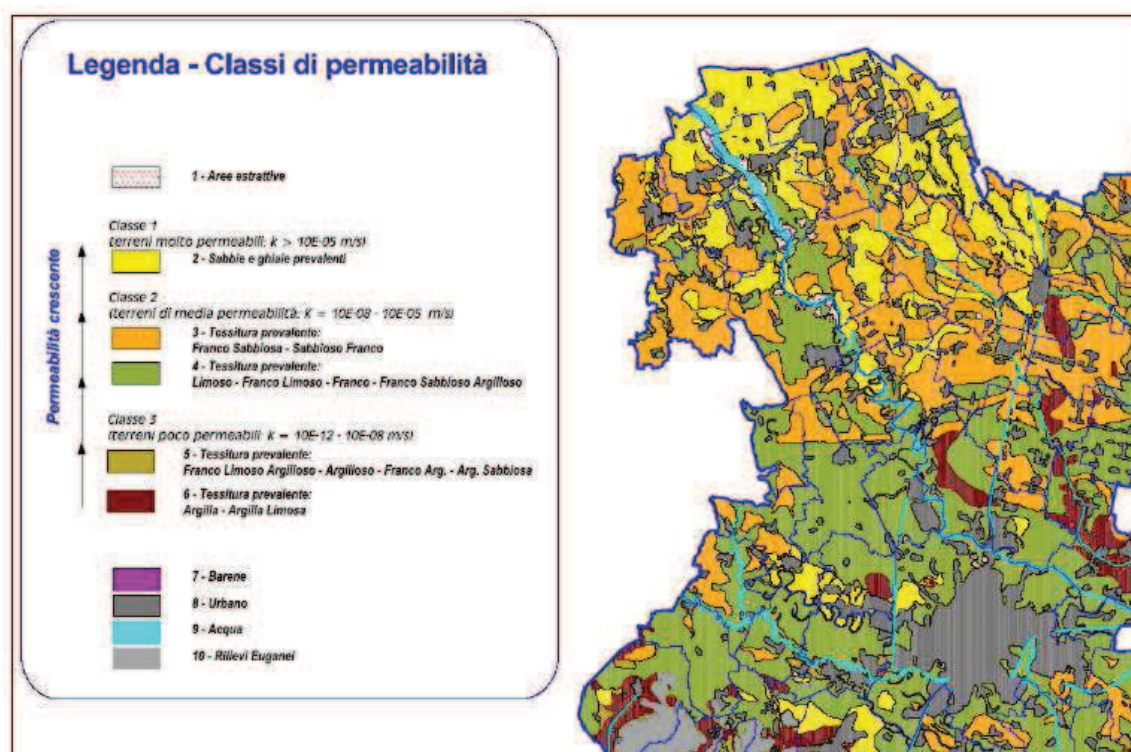 Legenda - Classi di permeabilità
1 - Aree estrattive
Classe 1
(terreni molto permeabili: k > 10E-05 m/s)
2 - Sabbie e ghiaie prevalenti
Classe 2
(terreni di media permeabilità: K = 10E-08 - 10E-05 m/s)
3 - Tessitura prevalente:
Franco Sabbiosa - Sabbioso Franco
4 - Tessitura prevalente:
Limoso - Franco Limoso - Franco - Franco Sabbioso Argilloso
Classe 3
(terreni poco permeabili: k = 10E-12 - 10E-08 m/s)
5 - Tessitura prevalente:
Franco Limoso Argilloso - Argilloso - Franco Arg. - Arg. Sabbiosa
6 - Tessitura prevalente:
Argilla - Argilla Limosa
Permeabilità crescente
7 - Barene
8 - Urbano
9 - Acqua
10 - Rilievi Euganei